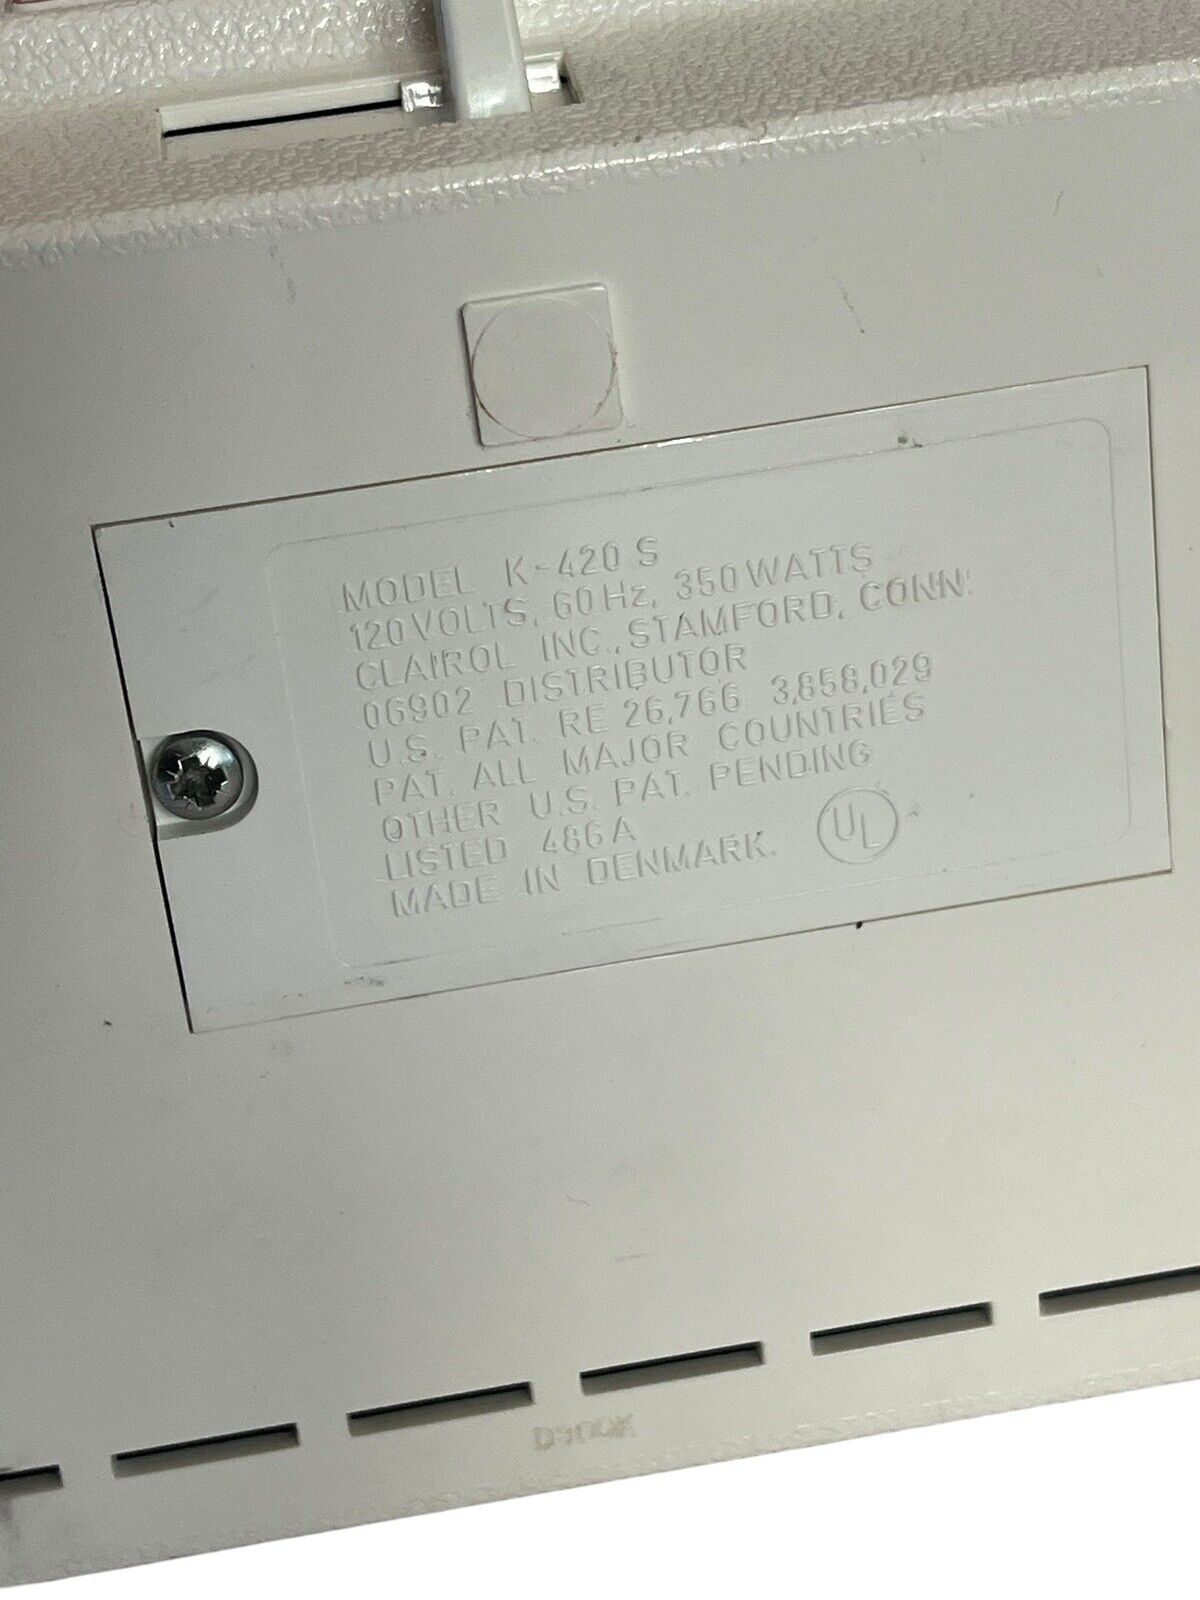 MODEL K-420 S
120 VOLTS, 60 Hz, 350 WATTS
CLAIROL INC., STAMFORD, CONN.
06902 DISTRIBUTOR
U.S. PAT. RE 26,766 3,858,029
PAT. ALL MAJOR COUNTRIES
OTHER U.S. PAT. PENDING
LISTED 486A
MADE IN DENMARK.
UL